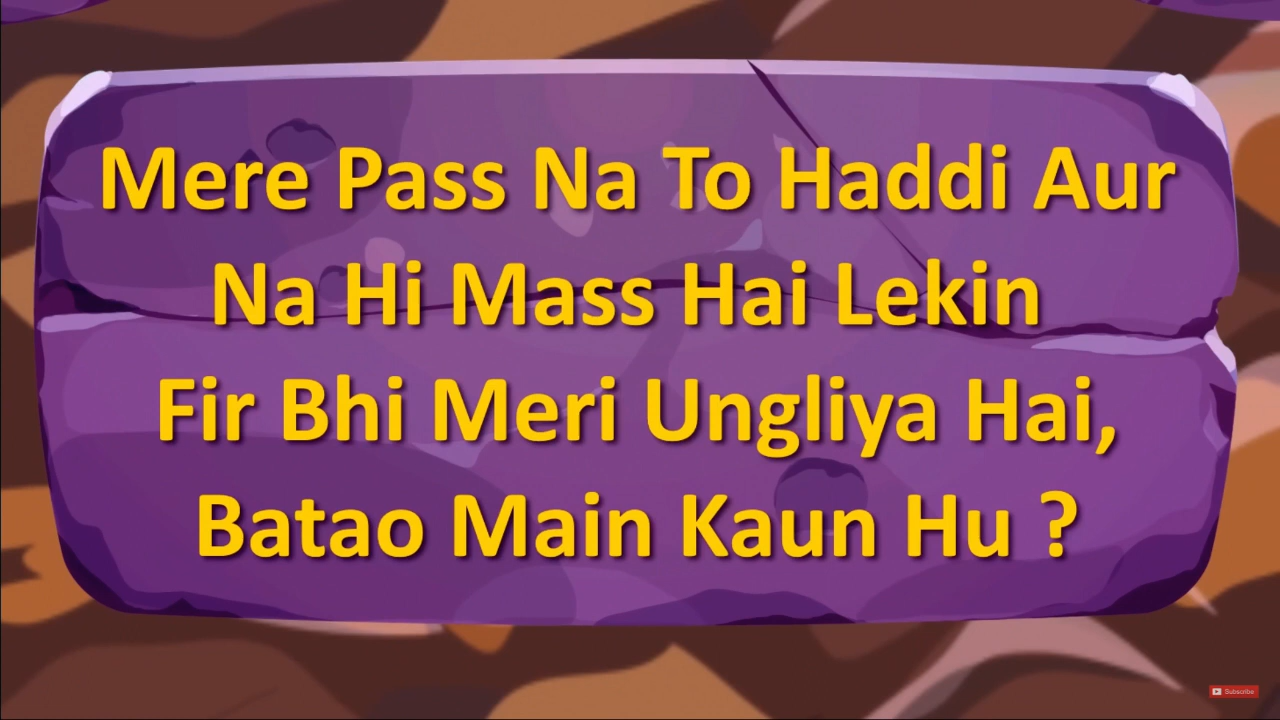 Mere Pass Na To Haddi Aur
Na Hi Mass Hai Lekin
Fir Bhi Meri Ungliya Hai,
Batao Main Kaun Hu ?
Subscribe